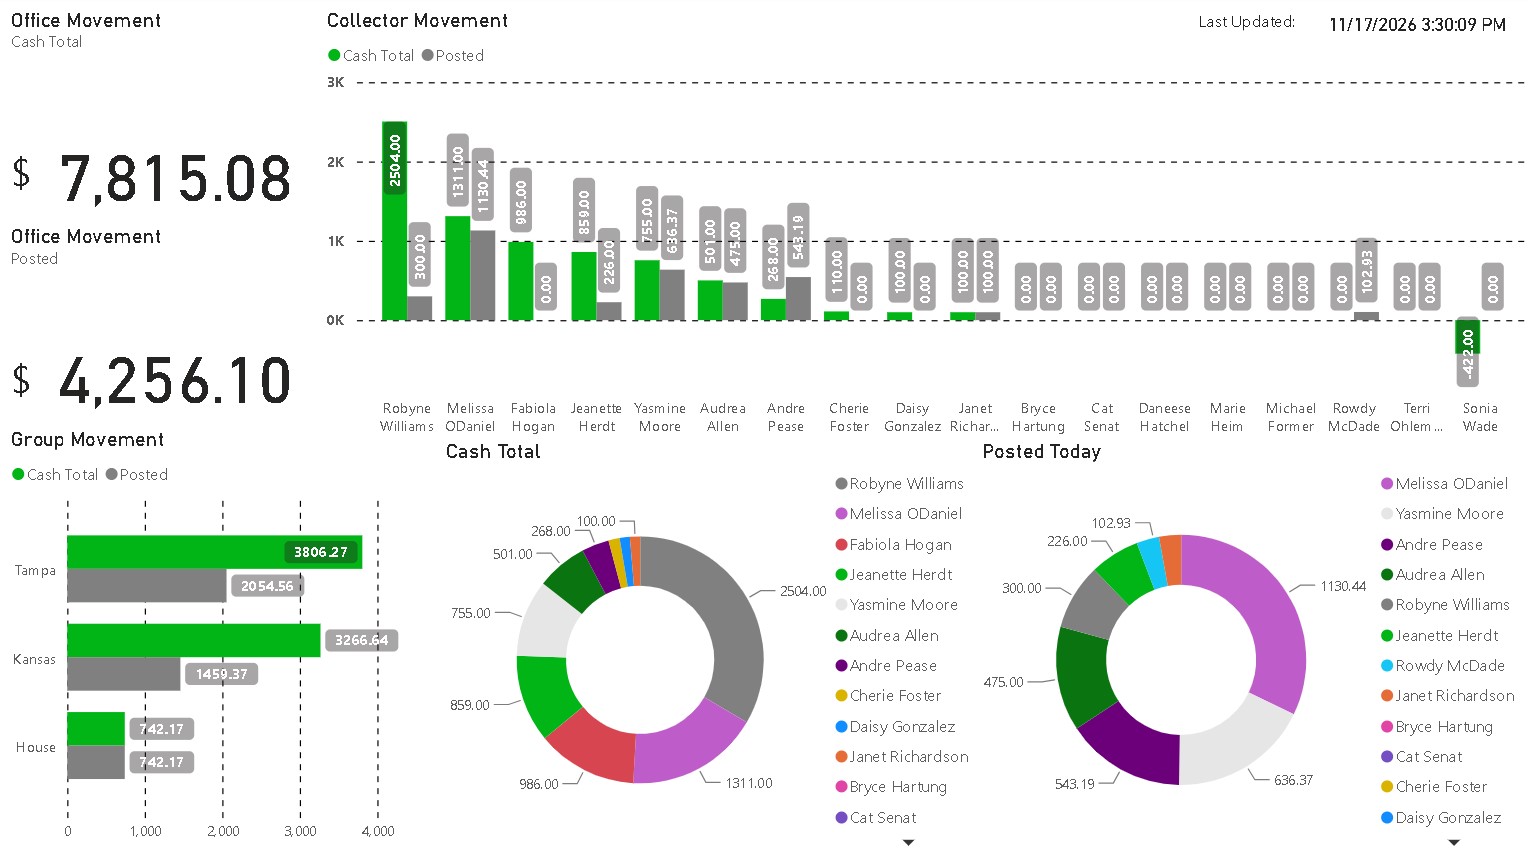 Office Movement
Cash Total
$ 7,815.08
Office Movement
Posted
$ 4,256.10
Collector Movement
Last Updated: 11/17/2026 3:30:09 PM
Cash Total Posted
3K
2K
1K
0K
2504.00
300.00
1311.00
1130.44
986.00
0.00
859.00
226.00
755.00
636.37
501.00
475.00
268.00
543.19
110.00
0.00
100.00
0.00
100.00
100.00
0.00
0.00
0.00
0.00
0.00
0.00
0.00
0.00
0.00
0.00
0.00
102.93
0.00
0.00
-422.00
0.00
Robyne Williams
Melissa ODaniel
Fabiola Hogan
Jeanette Herdt
Yasmine Moore
Audrea Allen
Andre Pease
Cherie Foster
Daisy Gonzalez
Janet Richar...
Bryce Hartung
Cat Senat
Daneese Hatchel
Marie Heim
Michael Former
Rowdy McDade
Terri Ohlem...
Sonia Wade
Group Movement
Cash Total Posted
Tampa
3806.27
2054.56
Kansas
3266.64
1459.37
House
742.17
742.17
0 1,000 2,000 3,000 4,000
Cash Total
100.00
268.00
501.00
755.00
859.00
986.00
1311.00
2504.00
Robyne Williams
Melissa ODaniel
Fabiola Hogan
Jeanette Herdt
Yasmine Moore
Audrea Allen
Andre Pease
Cherie Foster
Daisy Gonzalez
Janet Richardson
Bryce Hartung
Cat Senat
Posted Today
102.93
226.00
300.00
475.00
543.19
636.37
1130.44
Melissa ODaniel
Yasmine Moore
Andre Pease
Audrea Allen
Robyne Williams
Jeanette Herdt
Rowdy McDade
Janet Richardson
Bryce Hartung
Cat Senat
Cherie Foster
Daisy Gonzalez